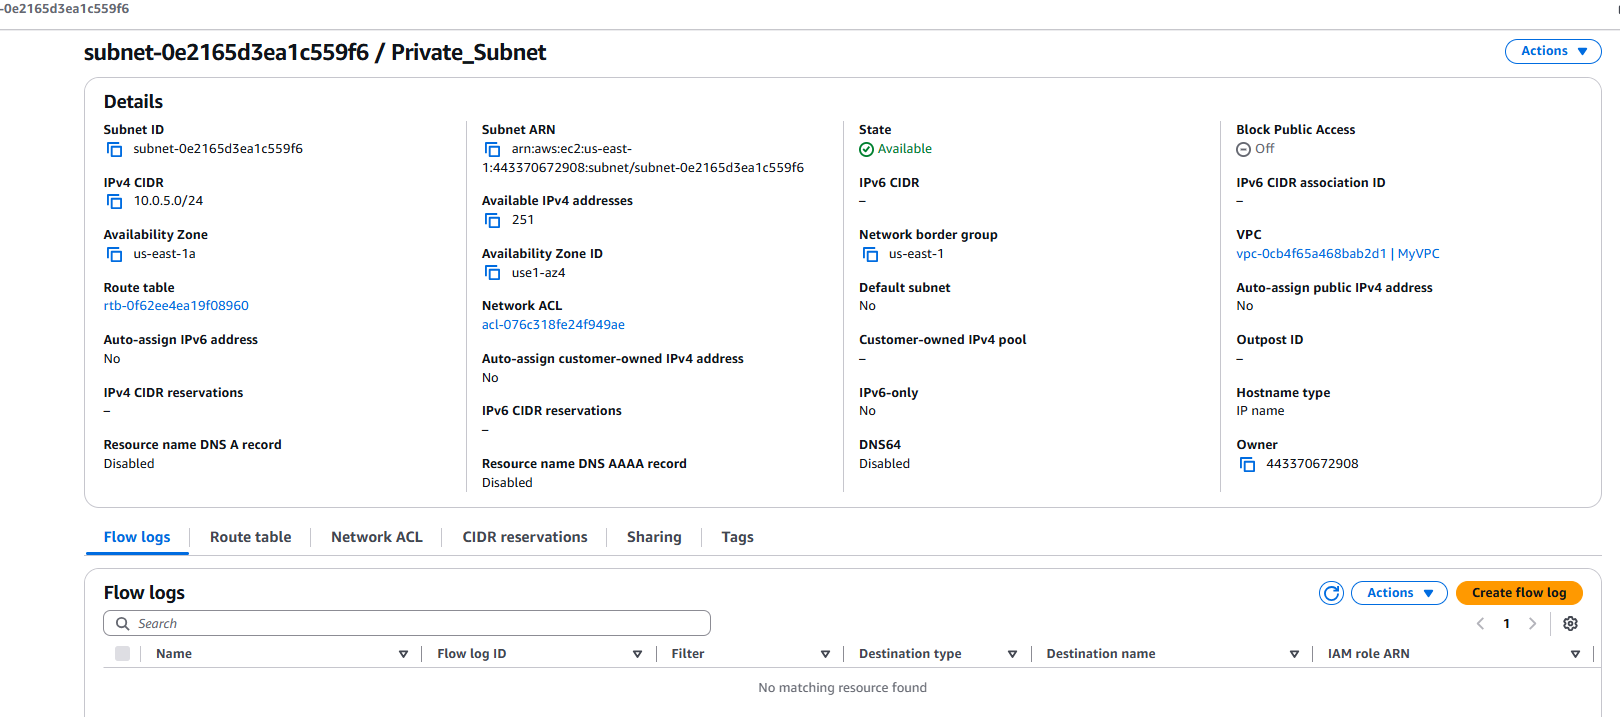 -0e2165d3ea1c559f6
subnet-0e2165d3ea1c559f6 / Private_Subnet
Actions
Details
Subnet ID
subnet-0e2165d3ea1c559f6
IPv4 CIDR
10.0.5.0/24
Availability Zone
us-east-1a
Route table
rtb-0f62ee4ea19f08960
Auto-assign IPv6 address
No
IPv4 CIDR reservations
–
Resource name DNS A record
Disabled
Subnet ARN
arn:aws:ec2:us-east-
1:443370672908:subnet/subnet-0e2165d3ea1c559f6
Available IPv4 addresses
251
Availability Zone ID
use1-az4
Network ACL
acl-076c318fe24f949ae
Auto-assign customer-owned IPv4 address
No
IPv6 CIDR reservations
–
Resource name DNS AAAA record
Disabled
State
Available
IPv6 CIDR
–
Network border group
us-east-1
Default subnet
No
Customer-owned IPv4 pool
–
IPv6-only
No
DNS64
Disabled
Block Public Access
Off
IPv6 CIDR association ID
–
VPC
vpc-0cb4f65a468bab2d1 | MyVPC
Auto-assign public IPv4 address
No
Outpost ID
–
Hostname type
IP name
Owner
443370672908
Flow logs
Route table
Network ACL
CIDR reservations
Sharing
Tags
Flow logs
Actions
Create flow log
Search
1
Name
Flow log ID
Filter
Destination type
Destination name
IAM role ARN
No matching resource found